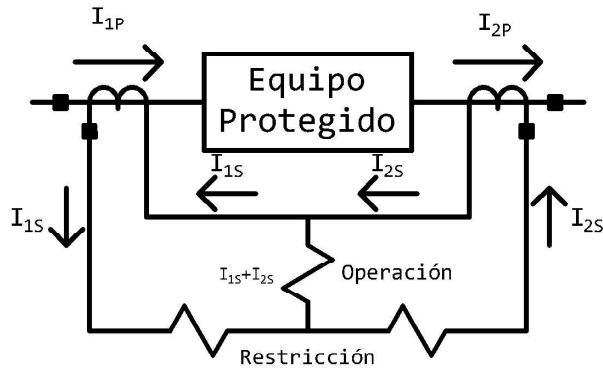 I1P
I2P
Equipo
Protegido
I1S
I2S
I1S
I2S
I1S+I2S
Operación
Restricción